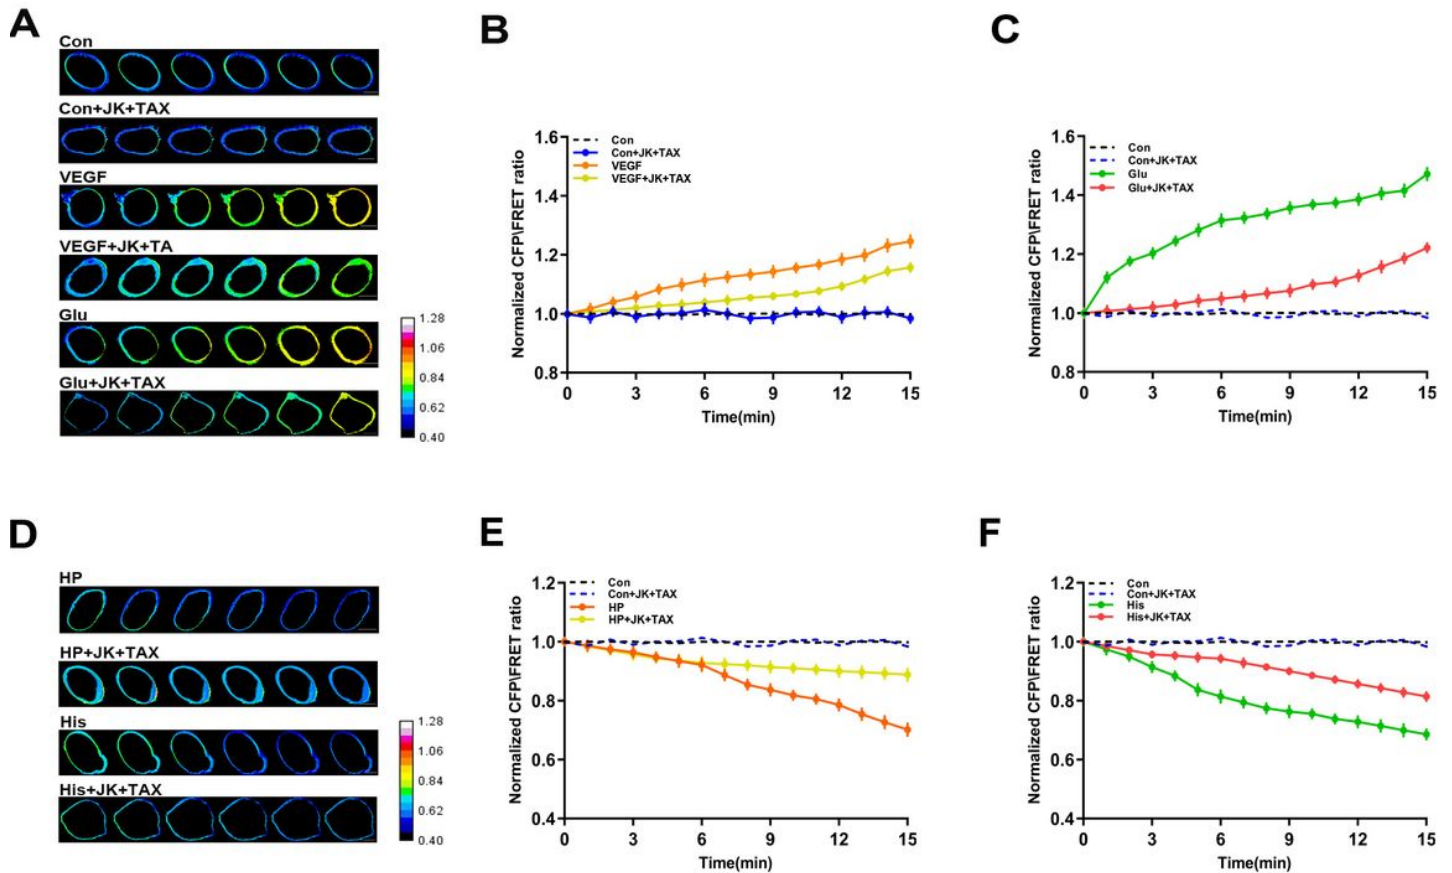 A
Con
Con+JK+TAX
VEGF
VEGF+JK+TA
Glu
Glu+JK+TAX
1.28
1.06
0.84
0.62
0.40
B
Normalized CFP\FRET ratio
1.6
1.4
1.2
1.0
0.8
Con
Con+JK+TAX
VEGF
VEGF+JK+TAX
0 3 6 9 12 15
Time(min)
C
Normalized CFP\FRET ratio
1.6
1.4
1.2
1.0
0.8
Con
Con+JK+TAX
Glu
Glu+JK+TAX
0 3 6 9 12 15
Time(min)
D
HP
HP+JK+TAX
His
His+JK+TAX
1.28
1.06
0.84
0.62
0.40
E
Normalized CFP\FRET ratio
1.2
1.0
0.8
0.6
0.4
Con
Con+JK+TAX
HP
HP+JK+TAX
0 3 6 9 12 15
Time(min)
F
Normalized CFP\FRET ratio
1.2
1.0
0.8
0.6
0.4
Con
Con+JK+TAX
His
His+JK+TAX
0 3 6 9 12 15
Time(min)